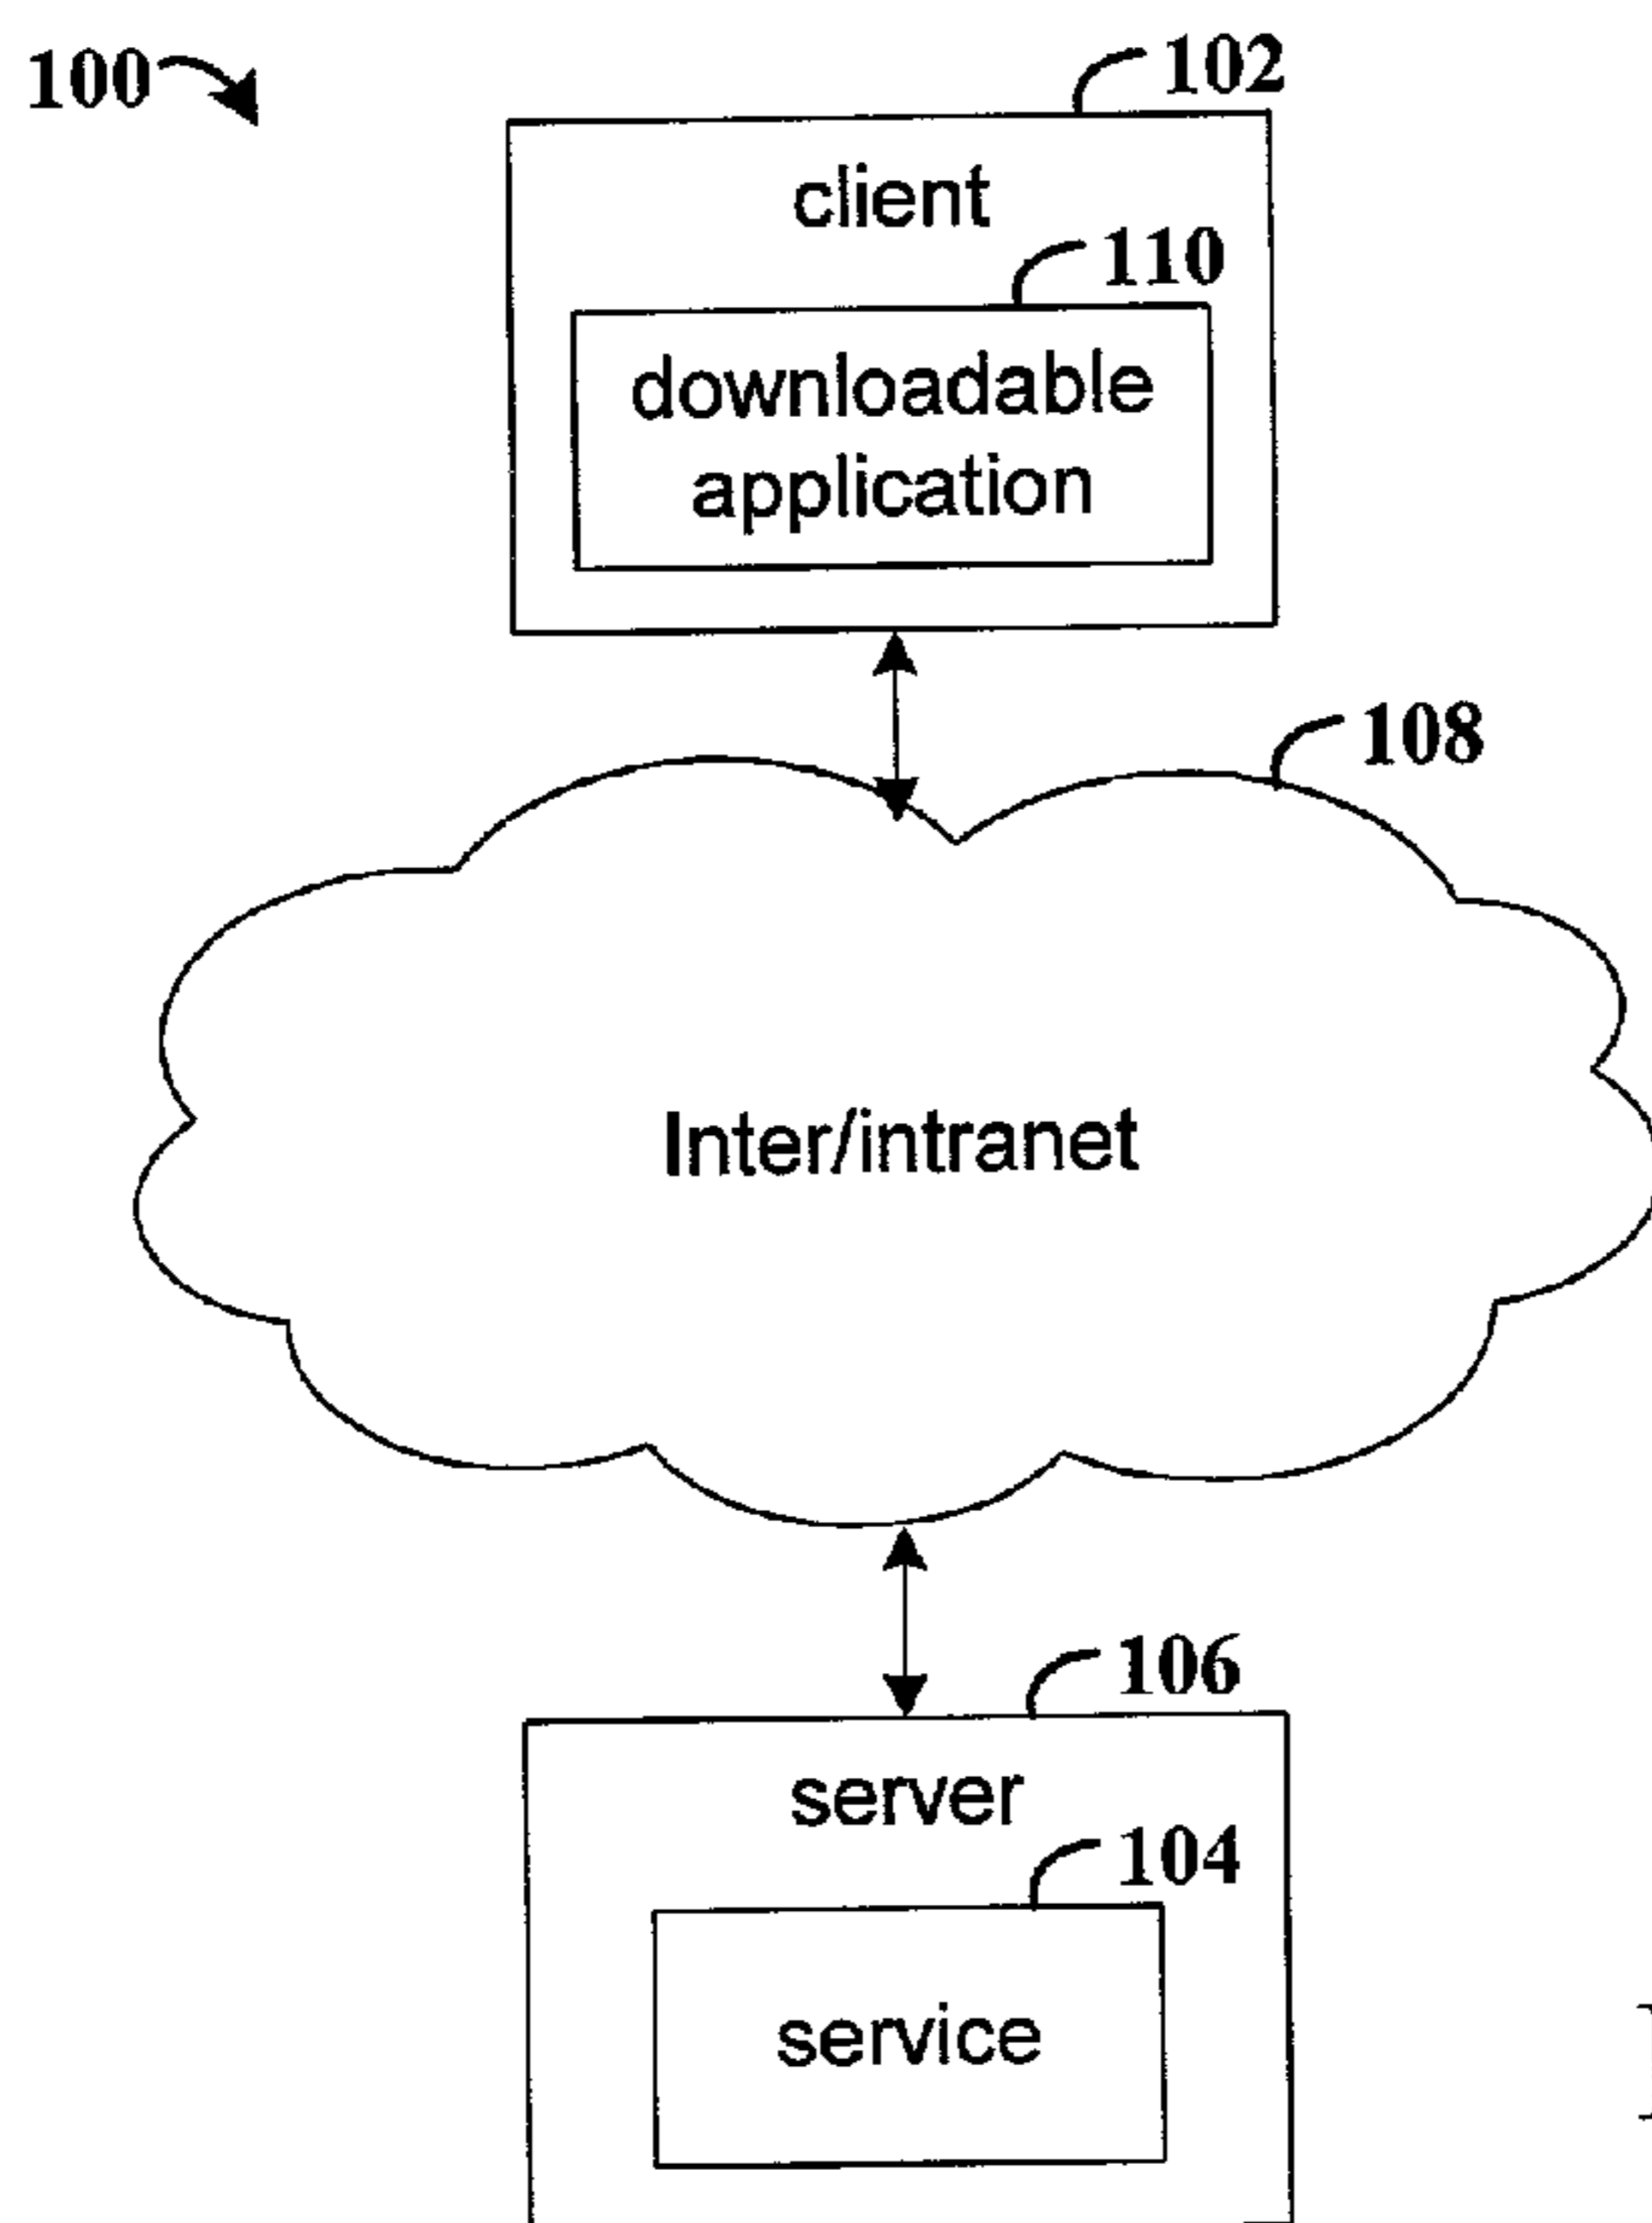 100
102
client
110
downloadable
application
108
Inter/intranet
106
server
104
service